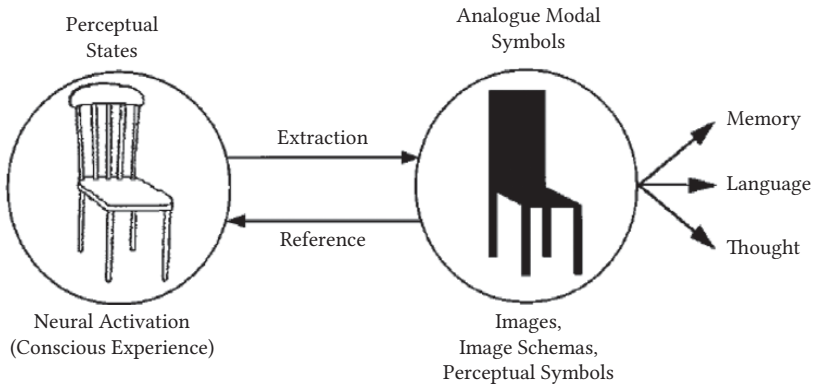 Perceptual
States
Analogue Modal
Symbols
Extraction
Reference
Memory
Language
Thought
Neural Activation
(Conscious Experience)
Images,
Image Schemas,
Perceptual Symbols